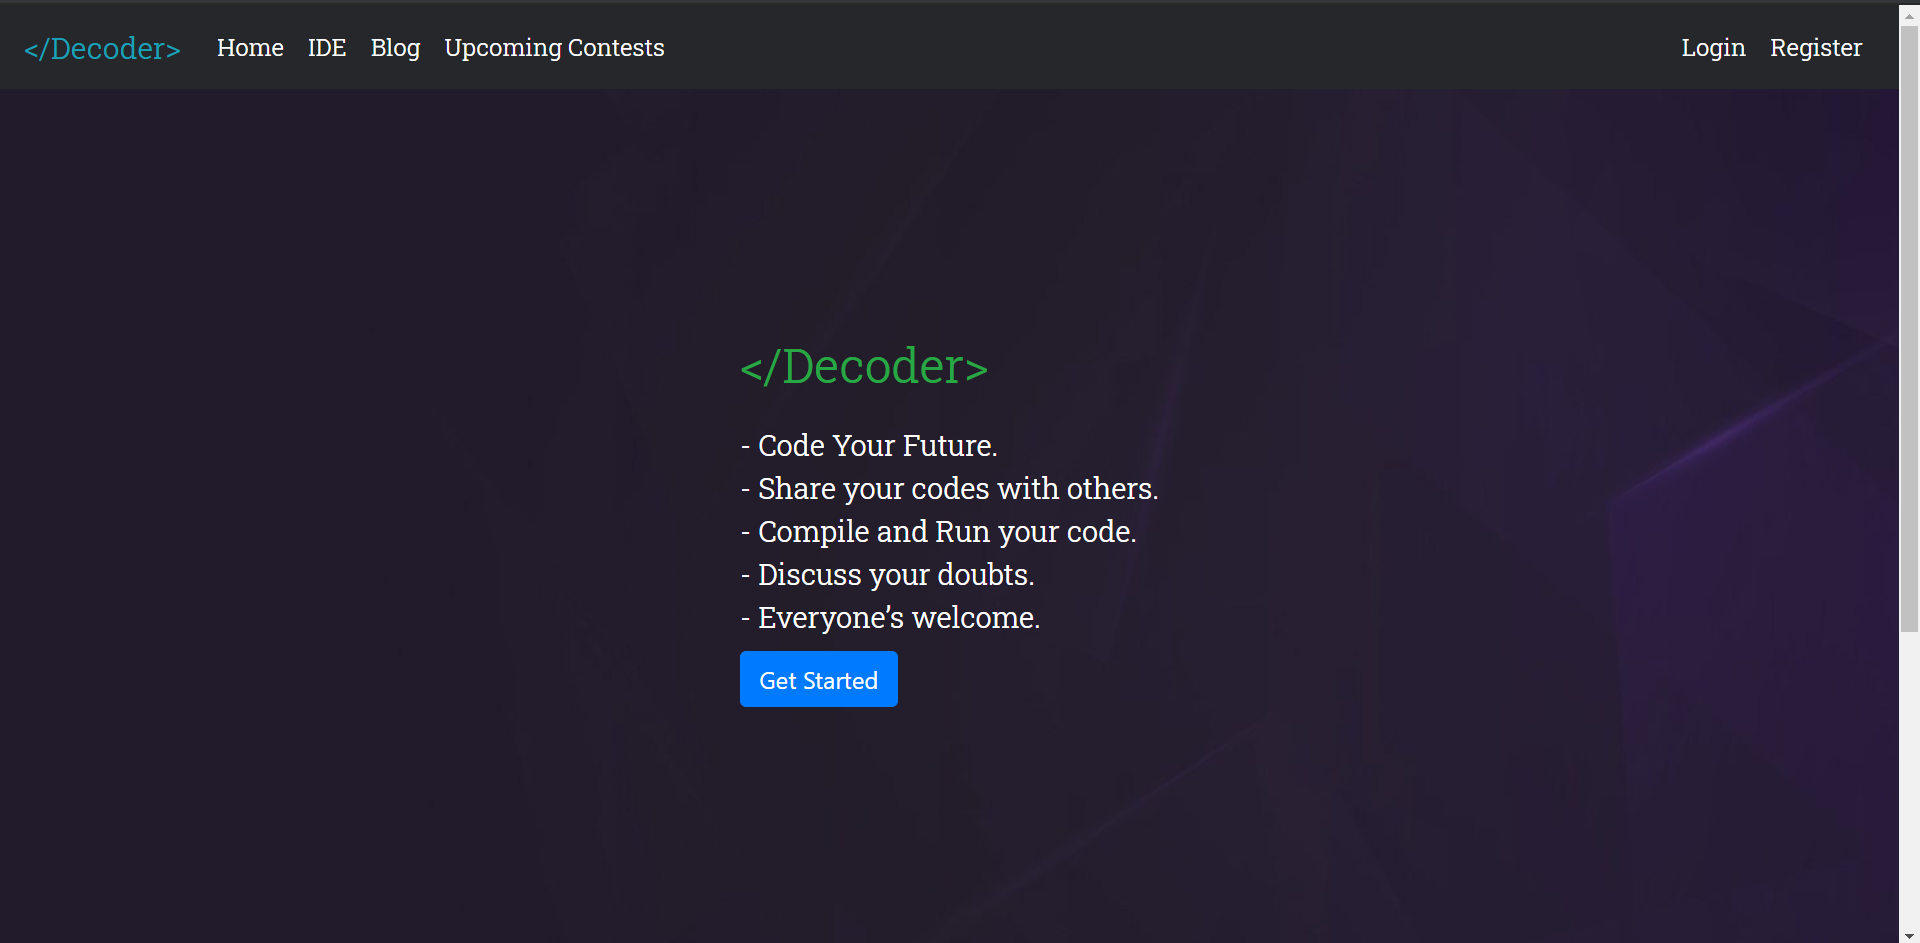 </Decoder> Home IDE Blog Upcoming Contests Login Register
</Decoder>
- Code Your Future.
- Share your codes with others.
- Compile and Run your code.
- Discuss your doubts.
- Everyone’s welcome.
Get Started